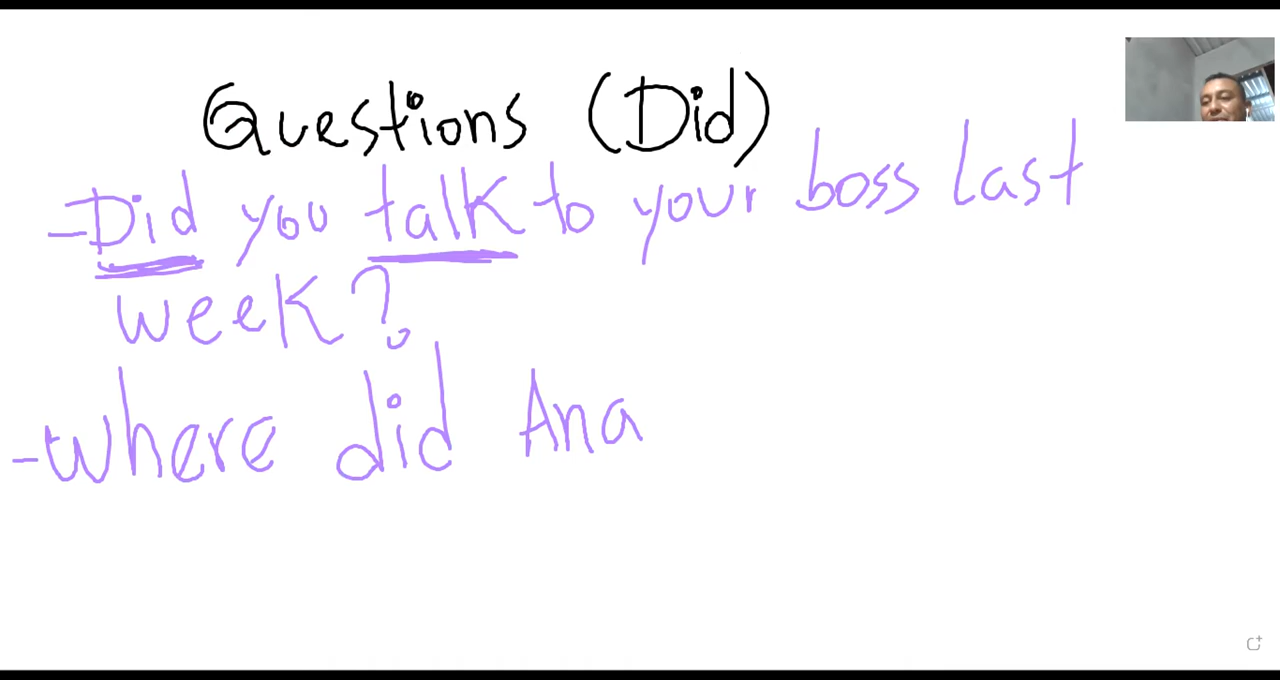 Questions (Did)
-Did you talk to your boss last
week?
-Where did Ana